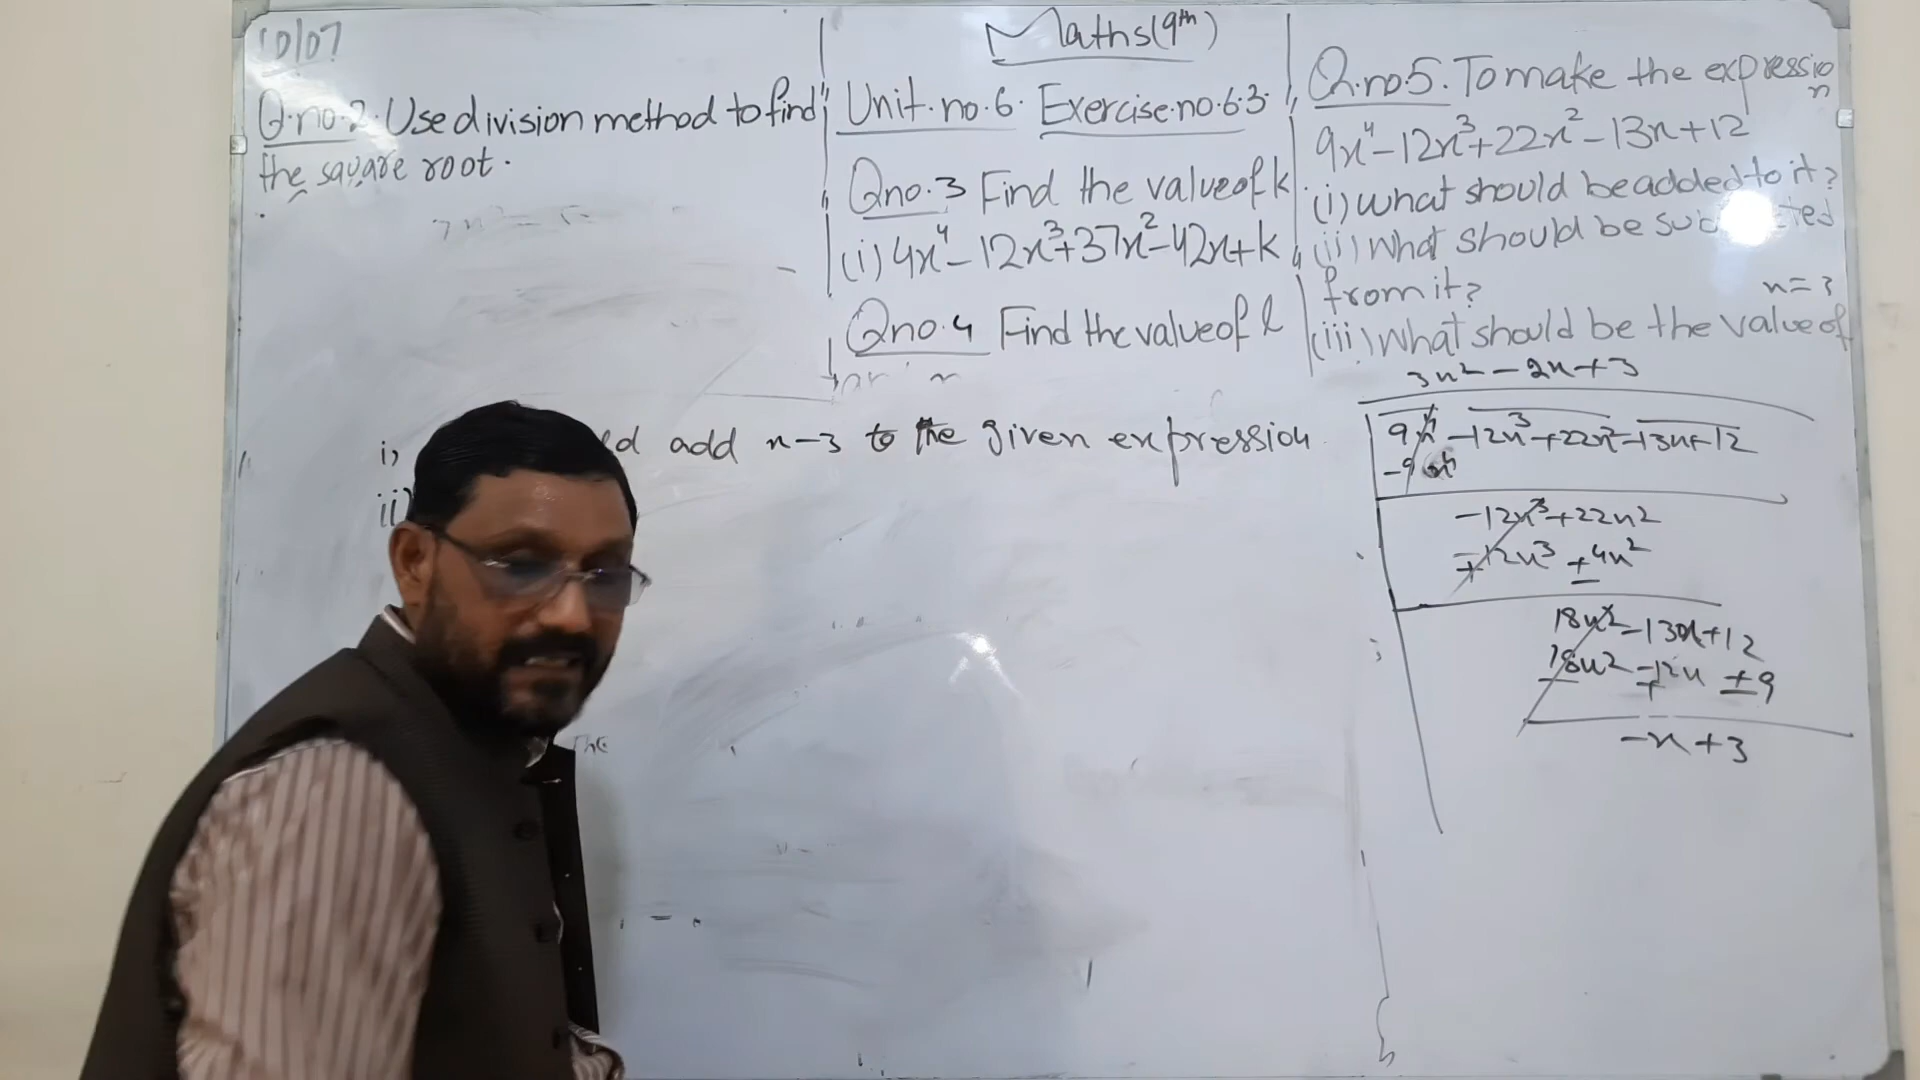 10/07
Maths(9th)
Q.no.2. Use division method to find
the square root.
Unit.no.6. Exercise.no.6.3.
Qno.3 Find the value of k
(i) 4x⁴-12x³+37x²-42x+k
Qno.4 Find the value of l
Q.no.5. To make the expression
9x⁴-12x³+22x²-13x+12
(i) What should be added to it?
(ii) What should be
from it?
x=3
(iii) What should be the value of
3x²-2x+3
9x⁴-12x³+22x²-13x+12
-9x⁴
-12x³+22x²
∓12x³±4x²
18x²-13x+12
18x²-12x±9
+
-x+3
i, add x-3 to the given expression
ii)